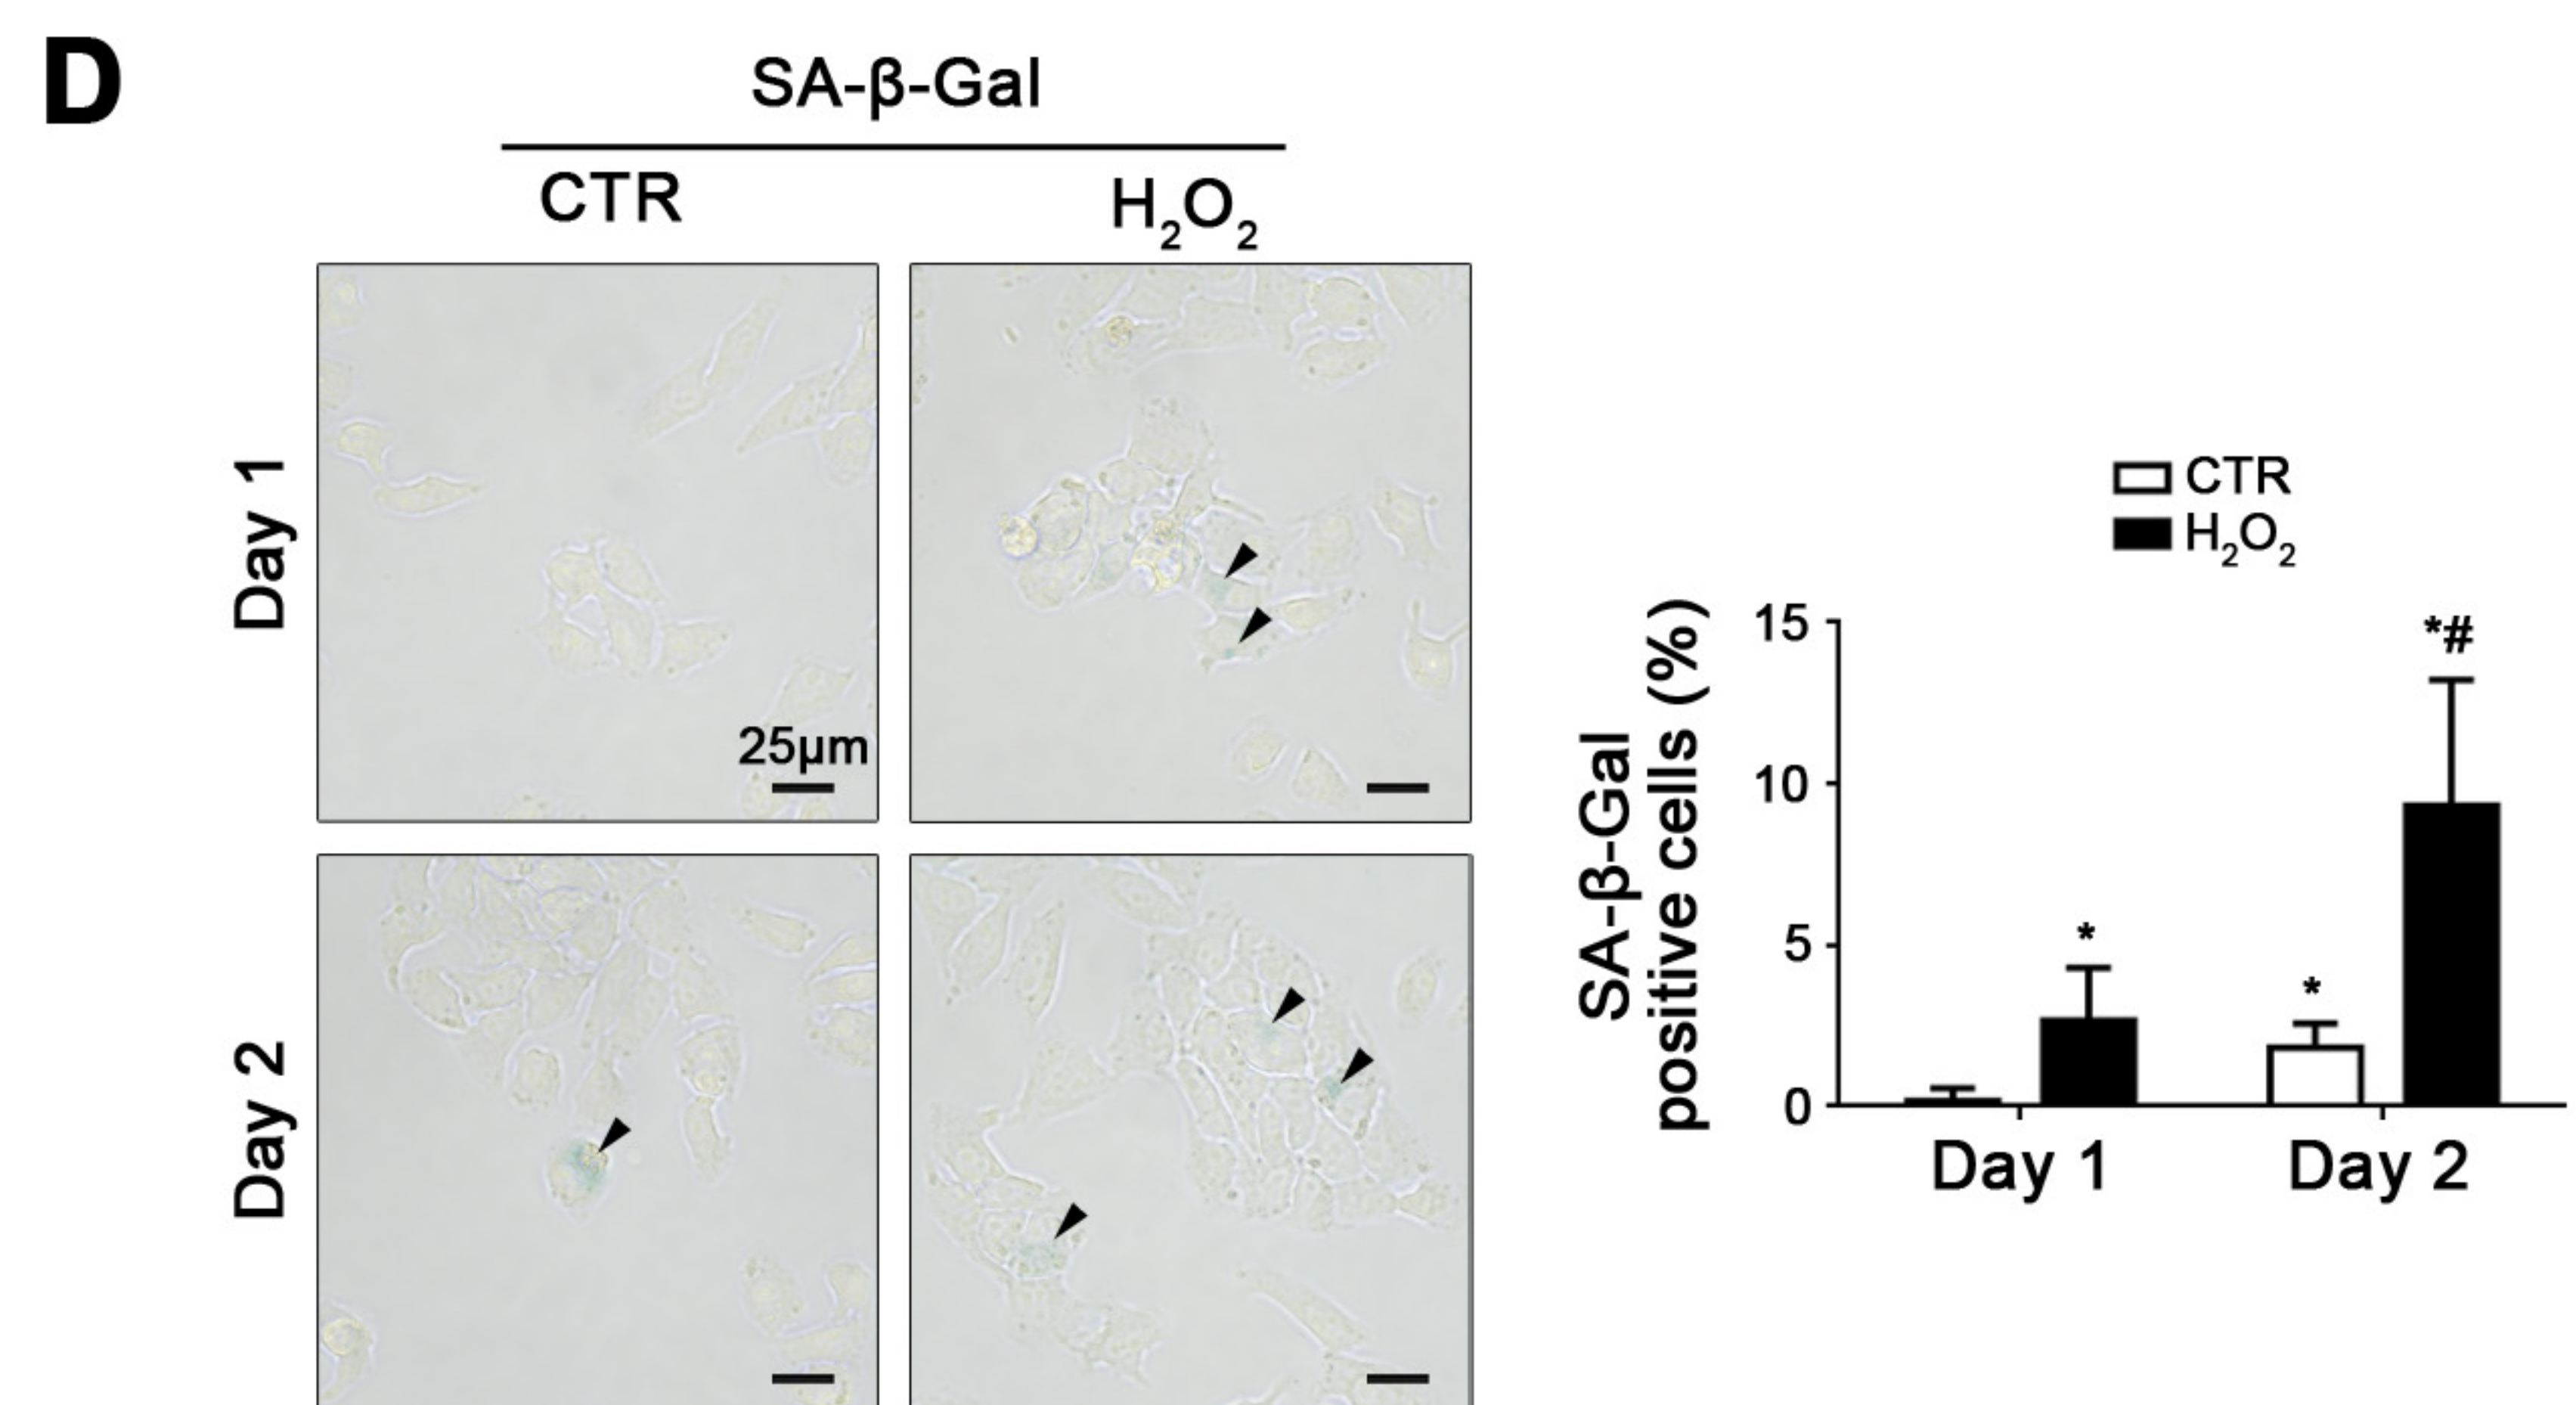 D
SA-β-Gal
CTR
H₂O₂
Day 1
25μm
Day 2
CTR
H₂O₂
SA-β-Gal
positive cells (%)
15
10
5
0
*
*
*#
Day 1
Day 2